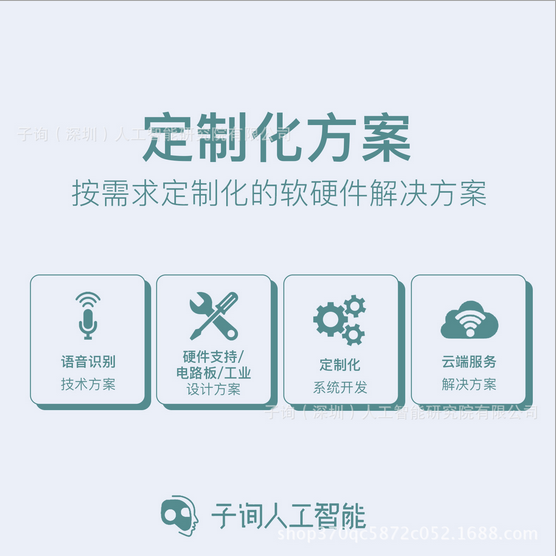 定制化方案
子询（深圳）人工智能研究院有限公司
按需求定制化的软硬件解决方案
语音识别
技术方案
硬件支持/
电路板/工业
设计方案
定制化
系统开发
云端服务
解决方案
子询（深圳）人工智能研究院有限公司
子询人工智能
shop370qc5872c052.1688.com